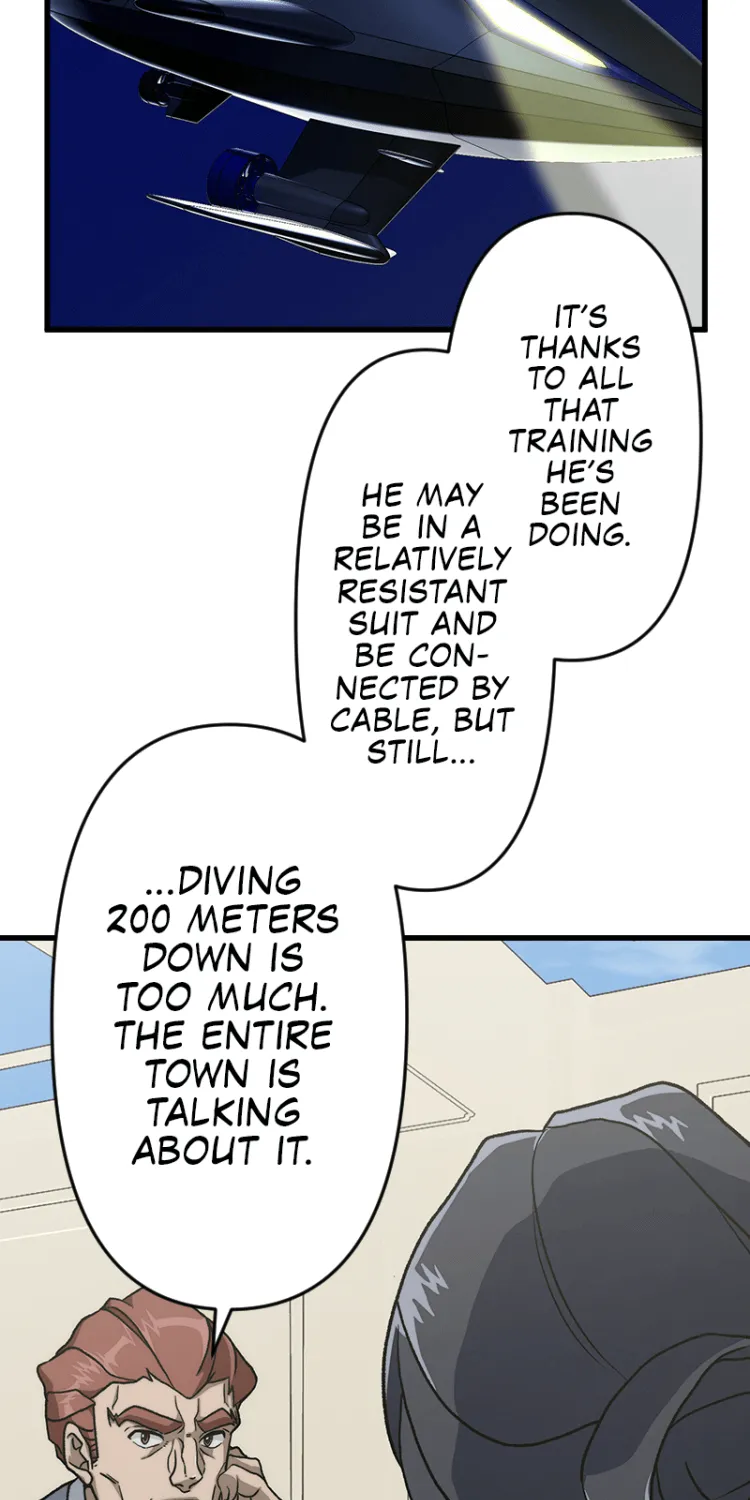 IT'S
THANKS
TO ALL
THAT
TRAINING
HE'S
BEEN
DOING.
HE MAY
BE IN A
RELATIVELY
RESISTANT
SUIT AND
BE CON-
NECTED BY
CABLE, BUT
STILL...
...DIVING
200 METERS
DOWN IS
TOO MUCH.
THE ENTIRE
TOWN IS
TALKING
ABOUT IT.